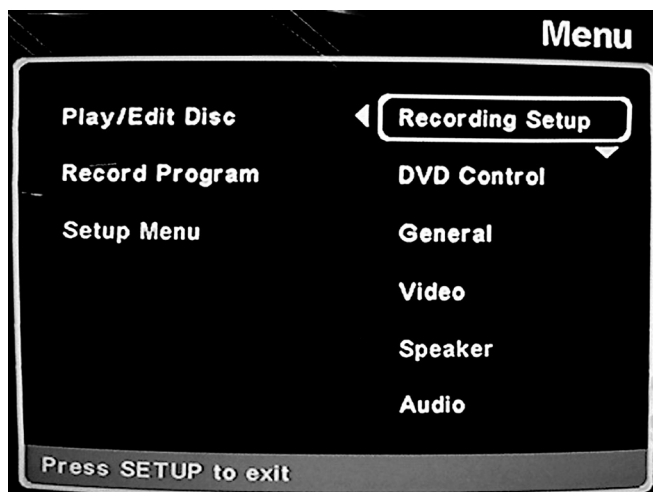 Menu
Play/Edit Disc
Record Program
Setup Menu
Recording Setup
DVD Control
General
Video
Speaker
Audio
Press SETUP to exit